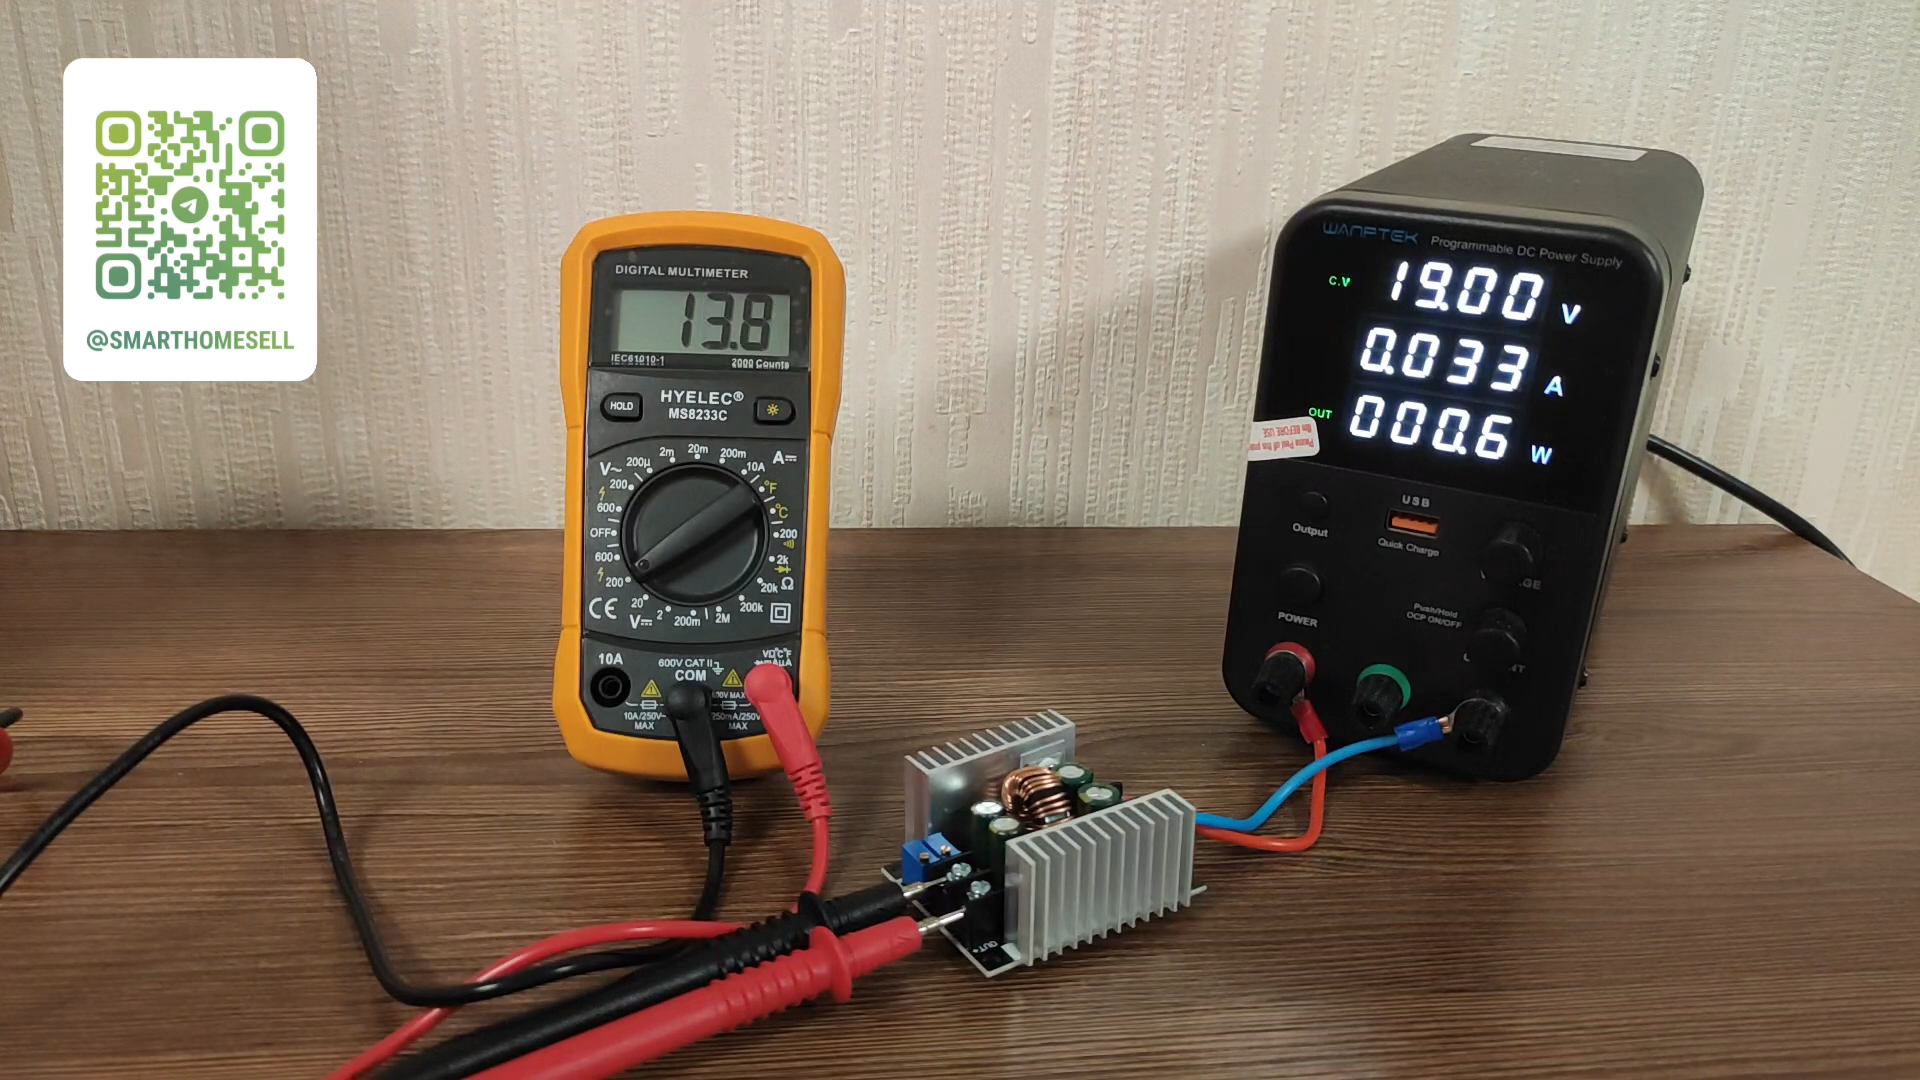 @SMARTHOMESELL
DIGITAL MULTIMETER
13.8
IEC61010-1
2000 Counts
HYELEC®
MS8233C
HOLD
2m
20m
200m
10A
A
200µ
V~
200
600
OFF
600
200
20
V
2
200m
2M
200k
20k
Ω
2k
200
°C
°F
CE
10A
600V CAT II
COM
10A/250V~
MAX
250mA/250V
MAX
WANPTEK
Programmable DC Power Supply
C.V
19.00 V
0.033 A
OUT
000.6 W
USB
Output
Quick Charge
POWER
Push/Hold
OCP ON/OFF
OUT+